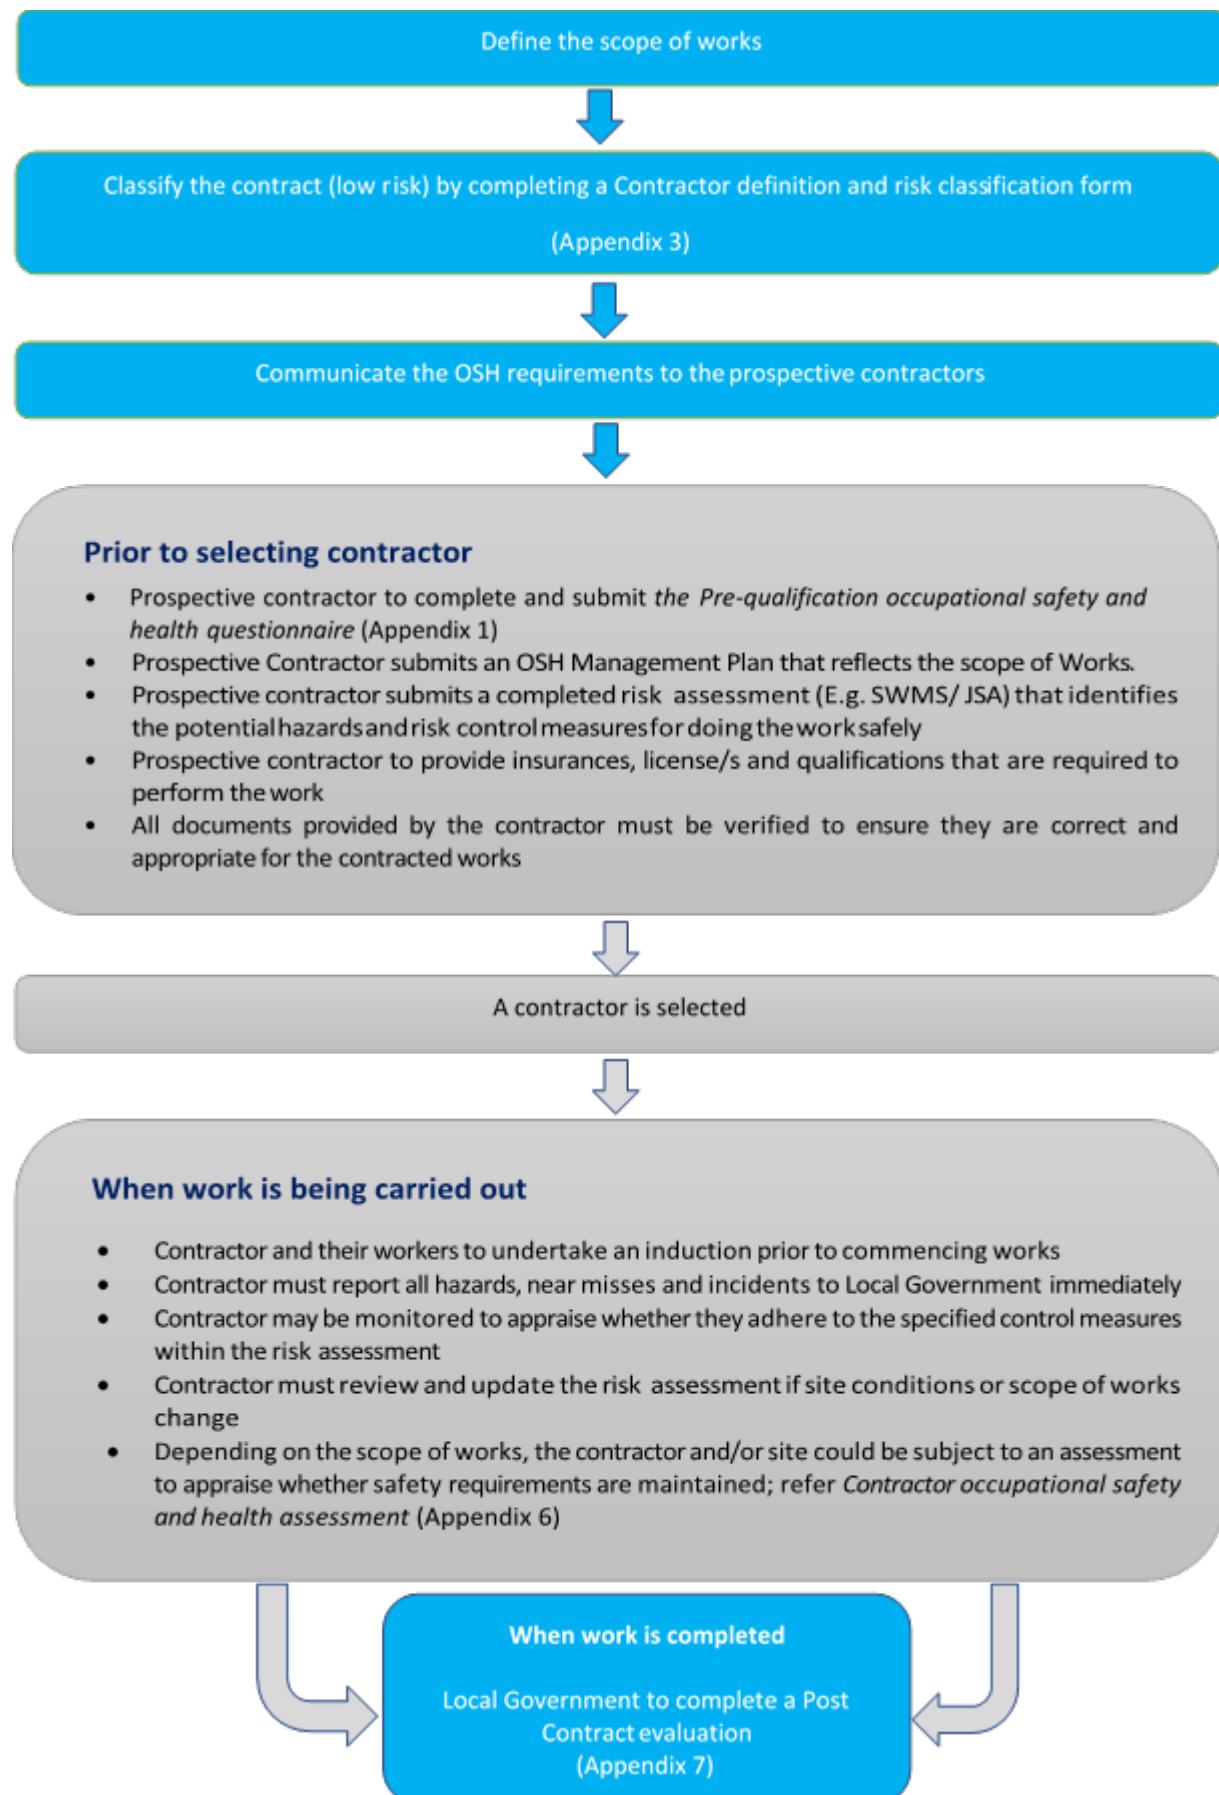 Define the scope of works
Classify the contract (low risk) by completing a Contractor definition and risk classification form
(Appendix 3)
Communicate the OSH requirements to the prospective contractors
Prior to selecting contractor
• Prospective contractor to complete and submit the Pre-qualification occupational safety and
health questionnaire (Appendix 1)
• Prospective Contractor submits an OSH Management Plan that reflects the scope of Works.
• Prospective contractor submits a completed risk assessment (E.g. SWMS/ JSA) that identifies
the potential hazards and risk control measures for doing the work safely
• Prospective contractor to provide insurances, license/s and qualifications that are required to
perform the work
• All documents provided by the contractor must be verified to ensure they are correct and
appropriate for the contracted works
A contractor is selected
When work is being carried out
• Contractor and their workers to undertake an induction prior to commencing works
• Contractor must report all hazards, near misses and incidents to Local Government immediately
• Contractor may be monitored to appraise whether they adhere to the specified control measures
within the risk assessment
• Contractor must review and update the risk assessment if site conditions or scope of works
change
• Depending on the scope of works, the contractor and/or site could be subject to an assessment
to appraise whether safety requirements are maintained; refer Contractor occupational safety
and health assessment (Appendix 6)
When work is completed
Local Government to complete a Post
Contract evaluation
(Appendix 7)